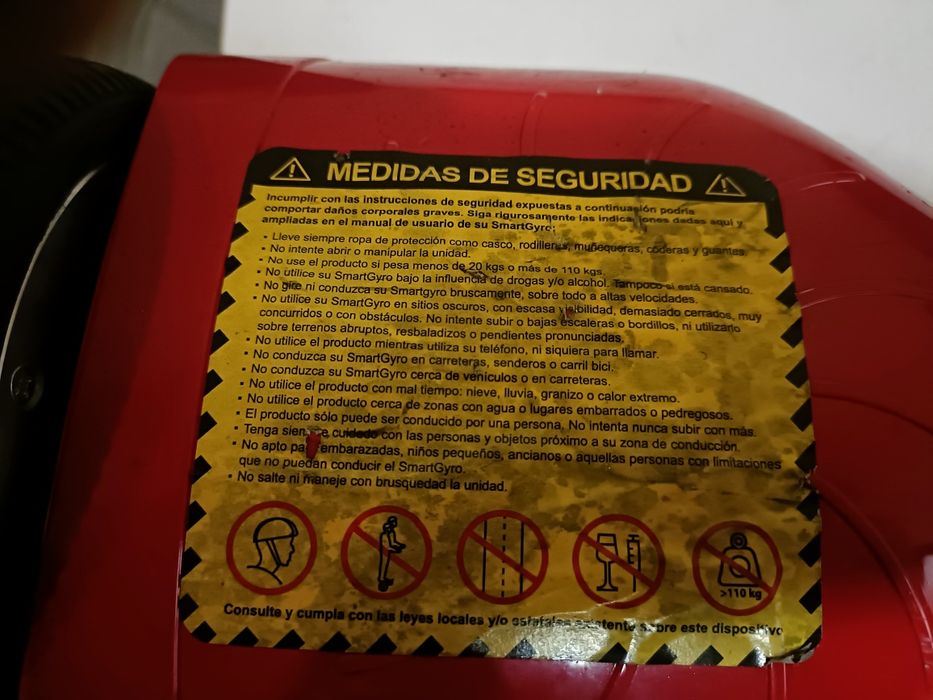 MEDIDAS DE SEGURIDAD
Incumplir con las instrucciones de seguridad expuestas a continuación podría
comportar daños corporales graves. Siga rigurosamente las indicaciones dadas aquí y
ampliadas en el manual de usuario de su SmartGyro:
▪ Lleve siempre ropa de protección como casco, rodilleras, muñequeras, coderas y guantes.
▪ No intente abrir o manipular la unidad.
▪ No use el producto si pesa menos de 20 kgs o más de 110 kgs.
▪ No utilice su SmartGyro bajo la influencia de drogas y/o alcohol. Tampoco si está cansado.
▪ No gire ni conduzca su Smartgyro bruscamente, sobre todo a altas velocidades.
▪ No utilice su SmartGyro en sitios oscuros, con escasa visibilidad, demasiado cerrados, muy
concurridos o con obstáculos. No intente subir o bajas escaleras o bordillos, ni utilizarlo
sobre terrenos abruptos, resbaladizos o pendientes pronunciadas.
▪ No utilice el producto mientras utiliza su teléfono, ni siquiera para llamar.
▪ No conduzca su SmartGyro en carreteras, senderos o carril bici.
▪ No conduzca su SmartGyro cerca de vehículos o en carreteras.
▪ No utilice el producto con mal tiempo: nieve, lluvia, granizo o calor extremo.
▪ No utilice el producto cerca de zonas con agua o lugares embarrados o pedregosos.
▪ El producto sólo puede ser conducido por una persona, No intenta nunca subir con más.
▪ Tenga siempre cuidado con las personas y objetos próximo a su zona de conducción.
▪ No apto para embarazadas, niños pequeños, ancianos o aquellas personas con limitaciones
que no puedan conducir el SmartGyro.
▪ No salte ni maneje con brusquedad la unidad.
>110 kg
Consulte y cumpla con las leyes locales y/o estatales existente sobre este dispositivo